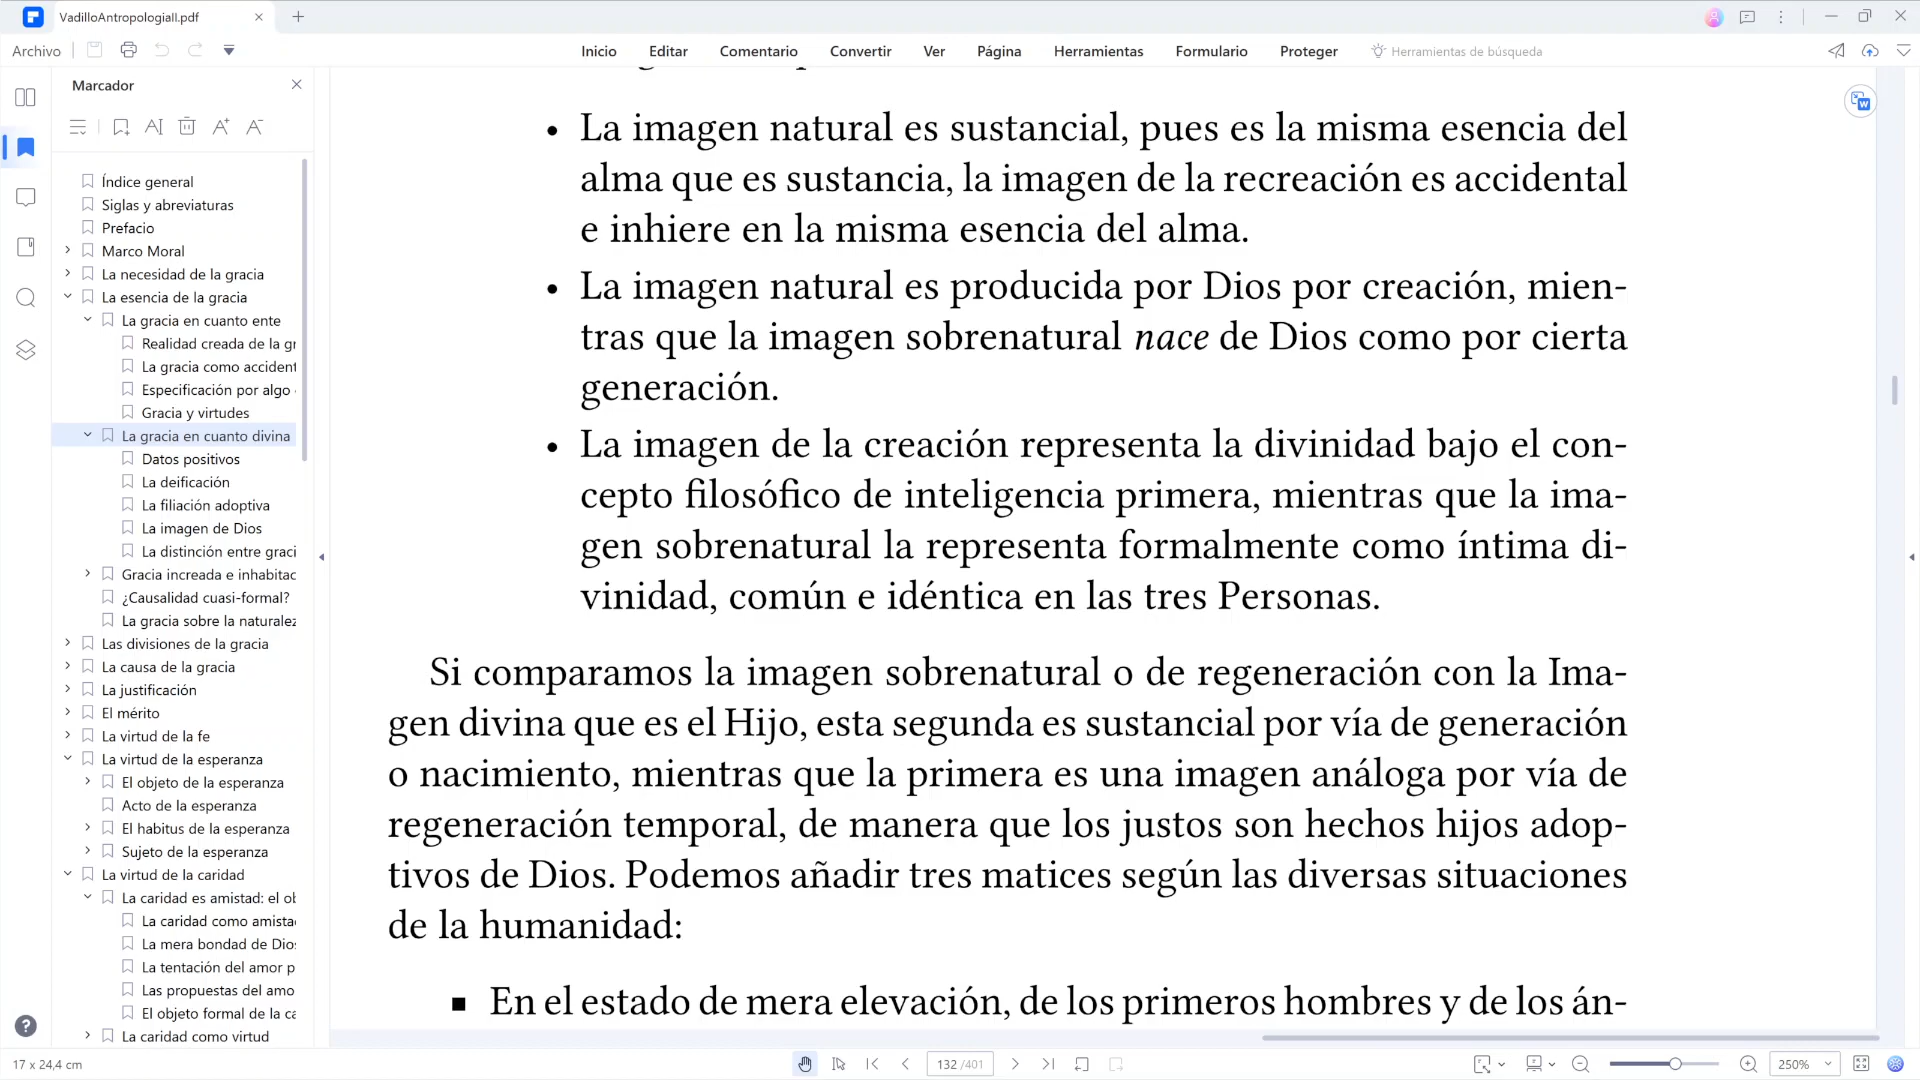 VadilloAntropologiaII.pdf
Archivo
Inicio
Editar
Comentario
Convertir
Ver
Página
Herramientas
Formulario
Proteger
Herramientas de búsqueda
Marcador
Índice general
Siglas y abreviaturas
Prefacio
Marco Moral
La necesidad de la gracia
La esencia de la gracia
La gracia en cuanto ente
Realidad creada de la gr
La gracia como accident
Especificación por algo
Gracia y virtudes
La gracia en cuanto divina
Datos positivos
La deificación
La filiación adoptiva
La imagen de Dios
La distinción entre graci
Gracia increada e inhabitac
¿Causalidad cuasi-formal?
La gracia sobre la naturalez
Las divisiones de la gracia
La causa de la gracia
La justificación
El mérito
La virtud de la fe
La virtud de la esperanza
El objeto de la esperanza
Acto de la esperanza
El habitus de la esperanza
Sujeto de la esperanza
La virtud de la caridad
La caridad es amistad: el ob
La caridad como amista
La mera bondad de Dios
La tentación del amor p
Las propuestas del amo
El objeto formal de la ca
La caridad como virtud
• La imagen natural es sustancial, pues es la misma esencia del
alma que es sustancia, la imagen de la recreación es accidental
e inhiere en la misma esencia del alma.
• La imagen natural es producida por Dios por creación, mien-
tras que la imagen sobrenatural nace de Dios como por cierta
generación.
• La imagen de la creación representa la divinidad bajo el con-
cepto filosófico de inteligencia primera, mientras que la ima-
gen sobrenatural la representa formalmente como íntima di-
vinidad, común e idéntica en las tres Personas.
Si comparamos la imagen sobrenatural o de regeneración con la Ima-
gen divina que es el Hijo, esta segunda es sustancial por vía de generación
o nacimiento, mientras que la primera es una imagen análoga por vía de
regeneración temporal, de manera que los justos son hechos hijos adop-
tivos de Dios. Podemos añadir tres matices según las diversas situaciones
de la humanidad:
▪ En el estado de mera elevación, de los primeros hombres y de los án-
17 x 24,4 cm
132 /401
250%